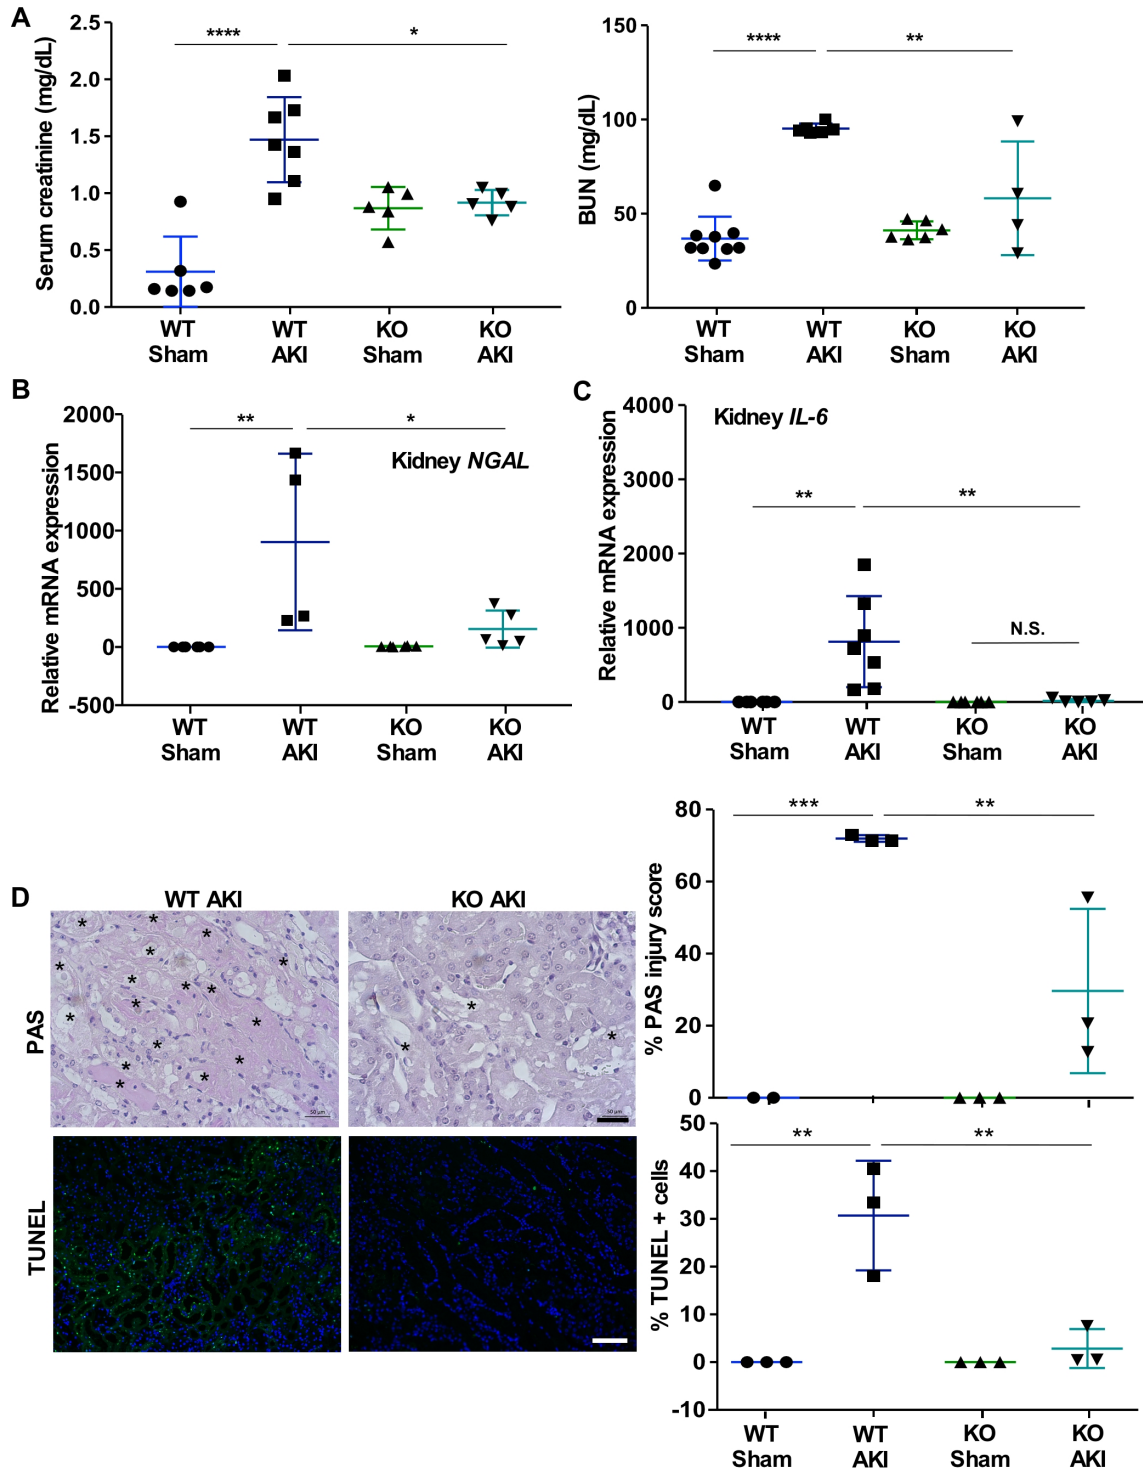 A
Serum creatinine (mg/dL)
2.5
2.0
1.5
1.0
0.5
0.0
****
*
WT
Sham
WT
AKI
KO
Sham
KO
AKI
BUN (mg/dL)
150
100
50
0
****
**
WT
Sham
WT
AKI
KO
Sham
KO
AKI
B
Relative mRNA expression
2000
1500
1000
500
0
-500
**
*
Kidney NGAL
WT
Sham
WT
AKI
KO
Sham
KO
AKI
C
Relative mRNA expression
4000
3000
2000
1000
0
Kidney IL-6
**
**
N.S.
WT
Sham
WT
AKI
KO
Sham
KO
AKI
D
WT AKI
KO AKI
PAS
50 µm
50 µm
TUNEL
% PAS injury score
80
60
40
20
0
***
**
% TUNEL + cells
50
40
30
20
10
0
-10
**
**
WT
Sham
WT
AKI
KO
Sham
KO
AKI